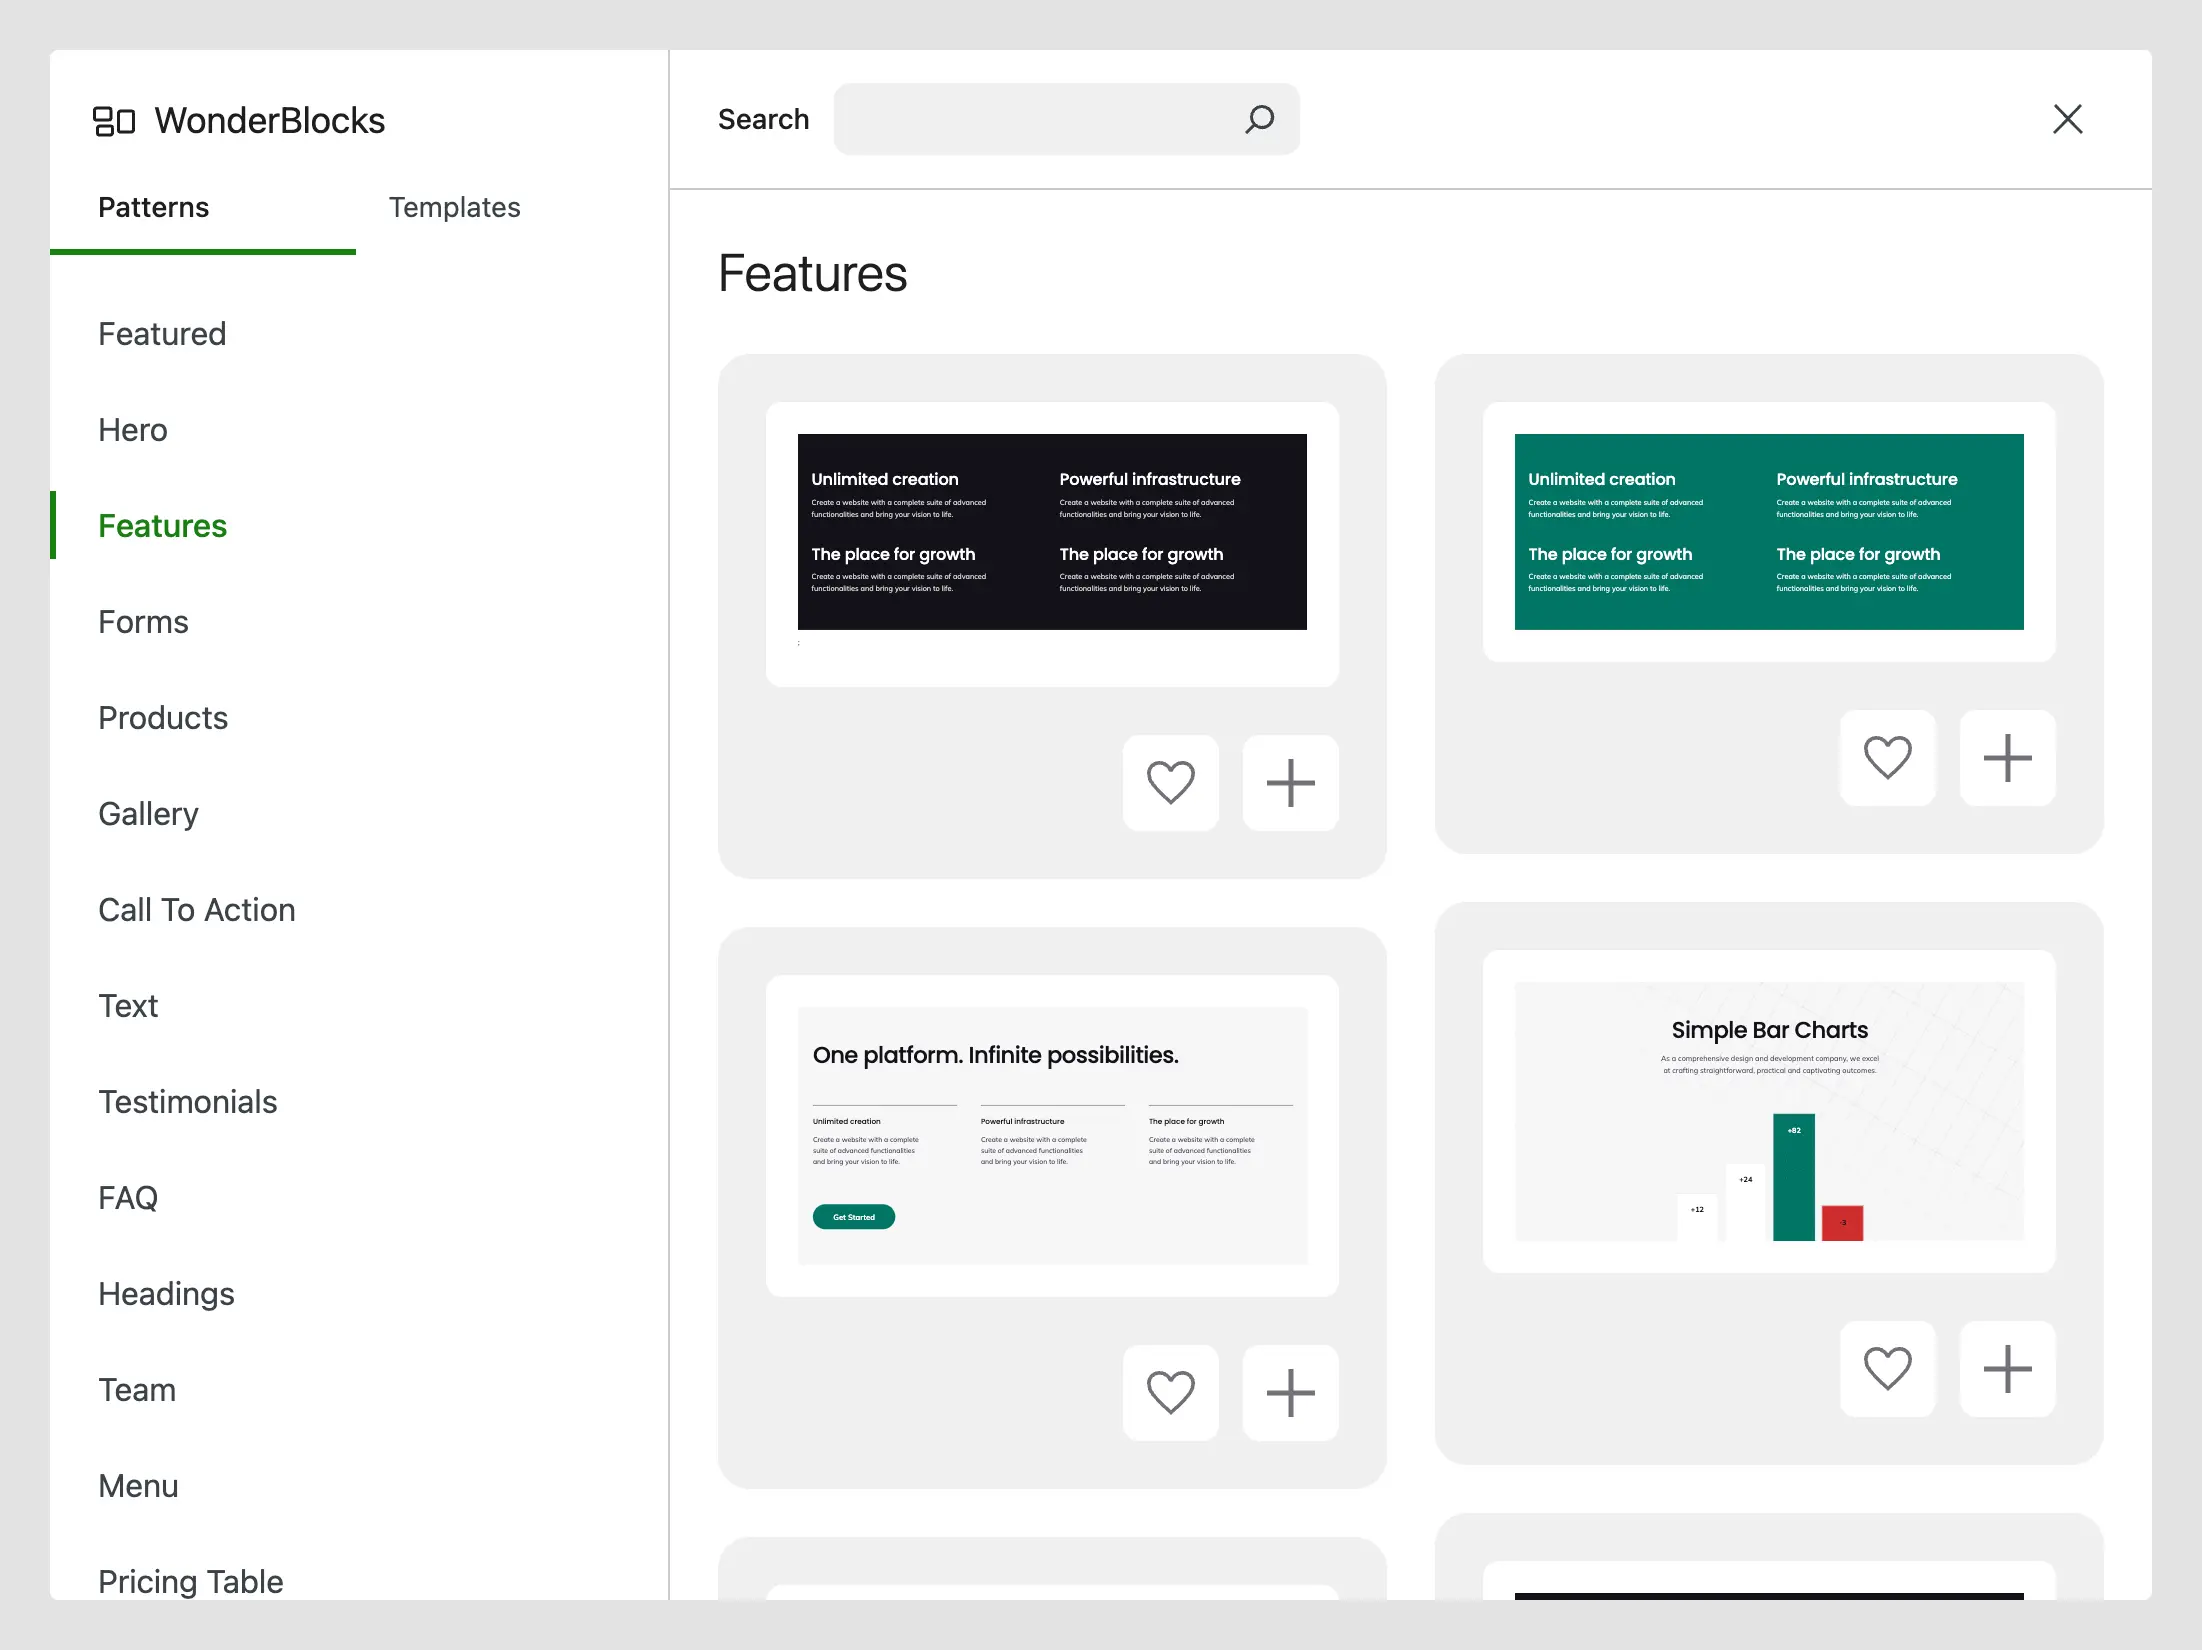 WonderBlocks
Patterns
Templates
Featured
Hero
Features
Forms
Products
Gallery
Call To Action
Text
Testimonials
FAQ
Headings
Team
Menu
Pricing Table
Search
Features
Unlimited creation
Create a website with a complete suite of advanced
functionalities and bring your vision to life.
Powerful infrastructure
Create a website with a complete suite of advanced
functionalities and bring your vision to life.
The place for growth
Create a website with a complete suite of advanced
functionalities and bring your vision to life.
The place for growth
Create a website with a complete suite of advanced
functionalities and bring your vision to life.
;
Unlimited creation
Create a website with a complete suite of advanced
functionalities and bring your vision to life.
Powerful infrastructure
Create a website with a complete suite of advanced
functionalities and bring your vision to life.
The place for growth
Create a website with a complete suite of advanced
functionalities and bring your vision to life.
The place for growth
Create a website with a complete suite of advanced
functionalities and bring your vision to life.
One platform. Infinite possibilities.
Unlimited creation
Create a website with a complete
suite of advanced functionalities
and bring your vision to life.
Powerful infrastructure
Create a website with a complete
suite of advanced functionalities
and bring your vision to life.
The place for growth
Create a website with a complete
suite of advanced functionalities
and bring your vision to life.
Get Started
Simple Bar Charts
As a comprehensive design and development company, we excel
at crafting straightforward, practical and captivating outcomes.
+12
+24
+82
-3